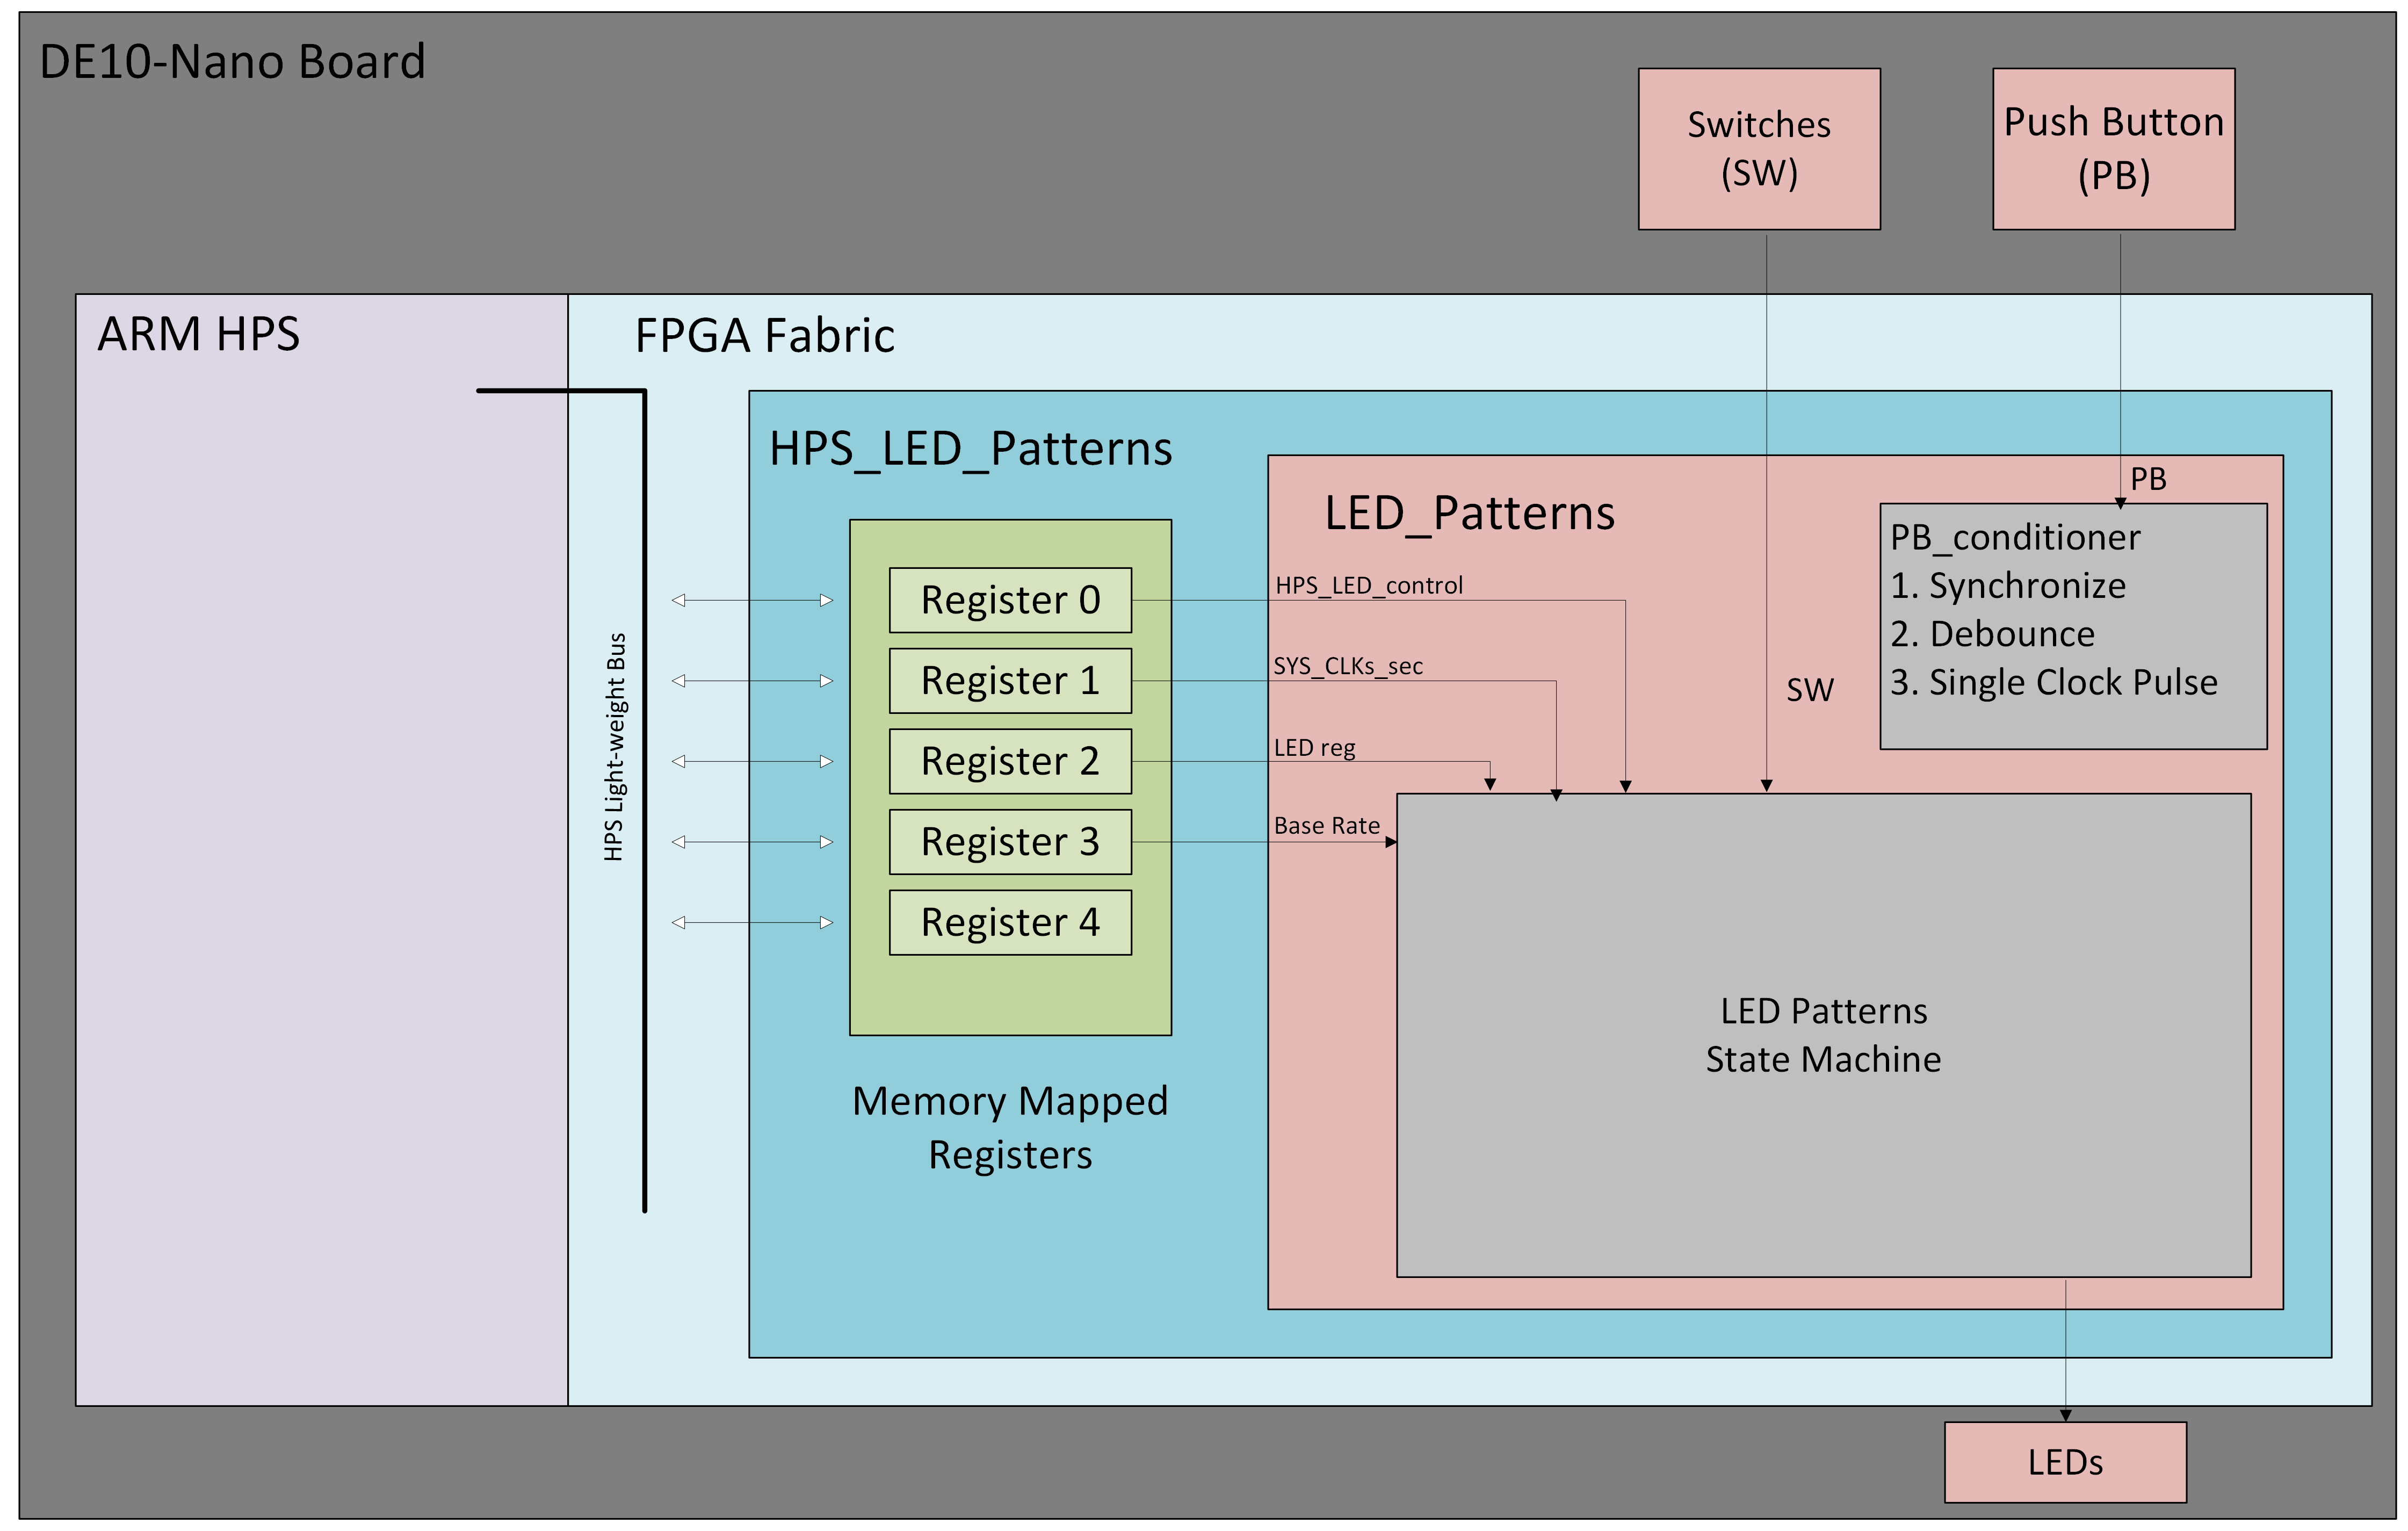 DE10-Nano Board
Switches
(SW)
Push Button
(PB)
ARM HPS
FPGA Fabric
HPS_LED_Patterns
LED_Patterns
PB
PB_conditioner
1. Synchronize
2. Debounce
3. Single Clock Pulse
HPS Light-weight Bus
Register 0
HPS_LED_control
Register 1
SYS_CLKs_sec
SW
Register 2
LED reg
Register 3
Base Rate
Register 4
LED Patterns
State Machine
Memory Mapped
Registers
LEDs